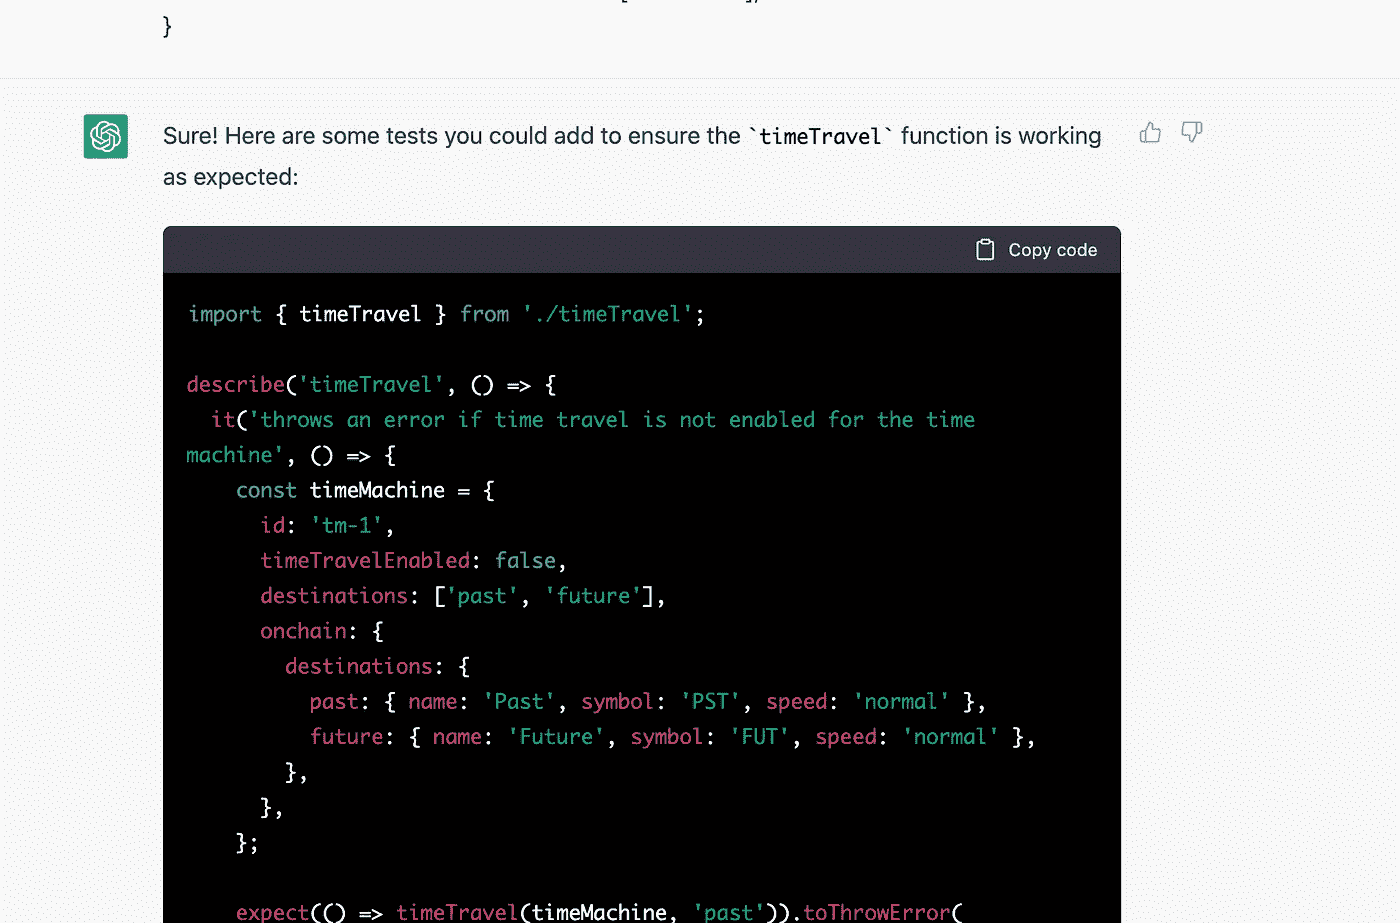 }
Sure! Here are some tests you could add to ensure the `timeTravel` function is working
as expected:
Copy code
import { timeTravel } from './timeTravel';
describe('timeTravel', () => {
it('throws an error if time travel is not enabled for the time
machine', () => {
const timeMachine = {
id: 'tm-1',
timeTravelEnabled: false,
destinations: ['past', 'future'],
onchain: {
destinations: {
past: { name: 'Past', symbol: 'PST', speed: 'normal' },
future: { name: 'Future', symbol: 'FUT', speed: 'normal' },
},
},
};
expect(() => timeTravel(timeMachine, 'past')).toThrowError(